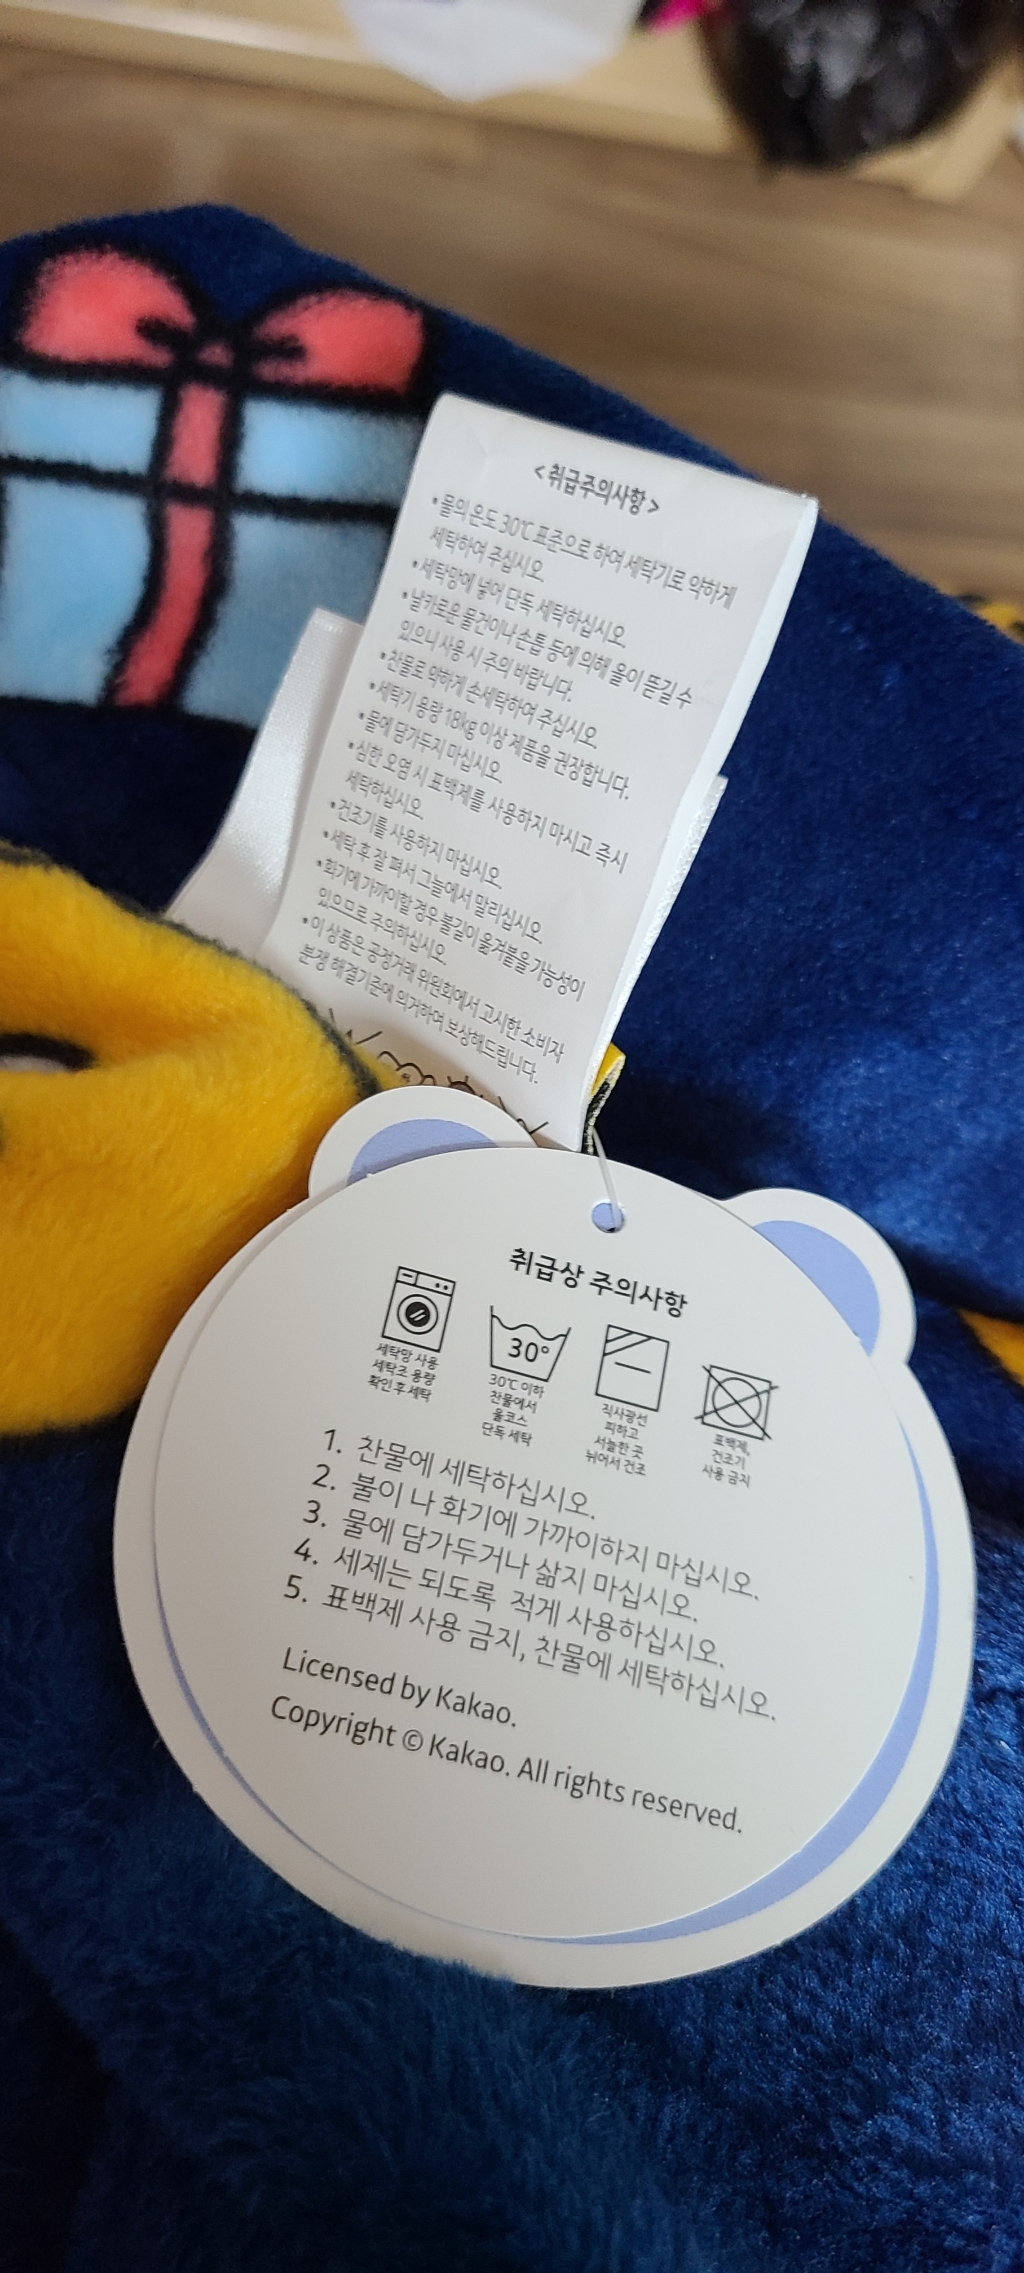 <취급주의사항>
• 물의 온도 30℃ 표준으로 하여 세탁기로 약하게
세탁하여 주십시오.
• 세탁망에 넣어 단독 세탁하십시오.
• 날카로운 물건이나 손톱 등에 의해 올이 뜯길 수
있으니 사용 시 주의 바랍니다.
• 찬물로 약하게 손세탁하여 주십시오.
• 세탁기 용량 18kg 이상 제품을 권장합니다.
• 물에 담가두지 마십시오.
• 심한 오염 시 표백제를 사용하지 마시고 즉시
세탁하십시오.
• 건조기를 사용하지 마십시오.
• 세탁 후 잘 펴서 그늘에서 말리십시오.
• 화기에 가까이할 경우 불길이 옮겨붙을 가능성이
있으므로 주의하십시오.
• 이 상품은 공정거래 위원회에서 고시한 소비자
분쟁 해결기준에 의거하여 보상해드립니다.
취급상 주의사항
세탁망 사용
세탁조 용량
확인 후 세탁
30°
30℃ 이하
찬물에서
울코스
단독 세탁
직사광선
피하고
서늘한 곳
뉘어서 건조
표백제,
건조기
사용 금지
1. 찬물에 세탁하십시오.
2. 불이 나 화기에 가까이하지 마십시오.
3. 물에 담가두거나 삶지 마십시오.
4. 세제는 되도록 적게 사용하십시오.
5. 표백제 사용 금지, 찬물에 세탁하십시오.
Licensed by Kakao.
Copyright © Kakao. All rights reserved.